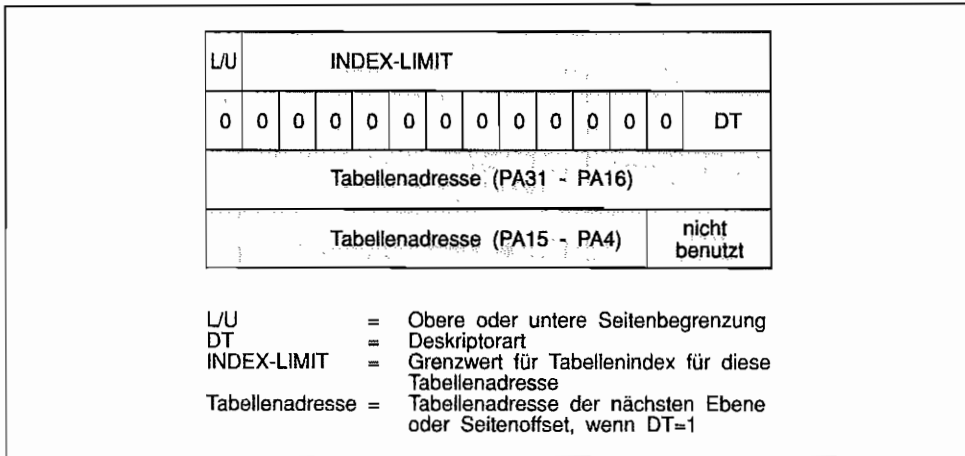 L/U INDEX-LIMIT
0 0 0 0 0 0 0 0 0 0 0 0 0 DT
Tabellenadresse (PA31 - PA16)
Tabellenadresse (PA15 - PA4) nicht
benutzt
L/U = Obere oder untere Seitenbegrenzung
DT = Deskriptorart
INDEX-LIMIT = Grenzwert für Tabellenindex für diese
Tabellenadresse
Tabellenadresse = Tabellenadresse der nächsten Ebene
oder Seitenoffset, wenn DT=1